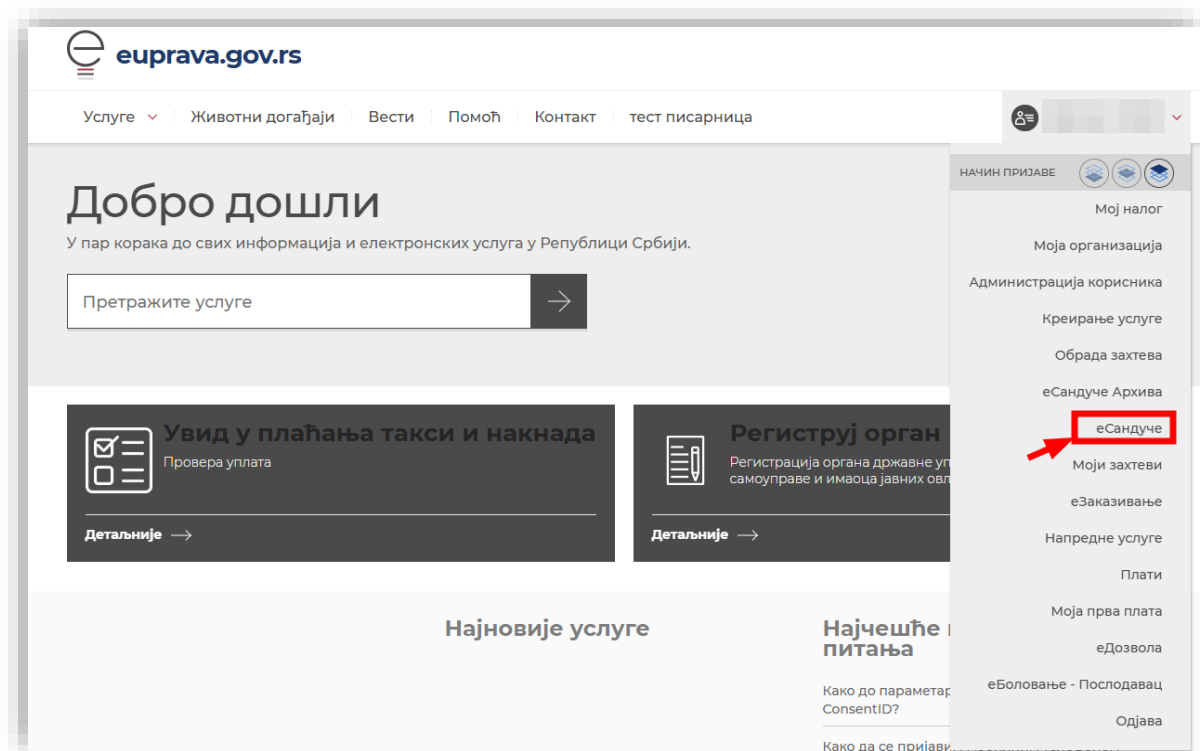 euprava.gov.rs
Услуге
Животни догађаји
Вести
Помоћ
Контакт
тест писарница
НАЧИН ПРИЈАВЕ
Мој налог
Моја организација
Администрација корисника
Креирање услуге
Обрада захтева
еСандуче Архива
еСандуче
Моји захтеви
еЗаказивање
Напредне услуге
Плати
Моја прва плата
еДозвола
еБоловање - Послодавац
Одјава
Добро дошли
У пар корака до свих информација и електронских услуга у Републици Србији.
Претражите услуге
Увид у плаћања такси и накнада
Провера уплата
Детаљније
Региструј орган
Регистрација органа државне уп
самоуправе и имаоца јавних овл
Детаљније
Најновије услуге
Најчешће
питања
Како до параметар
ConsentID?
Како да се пријави